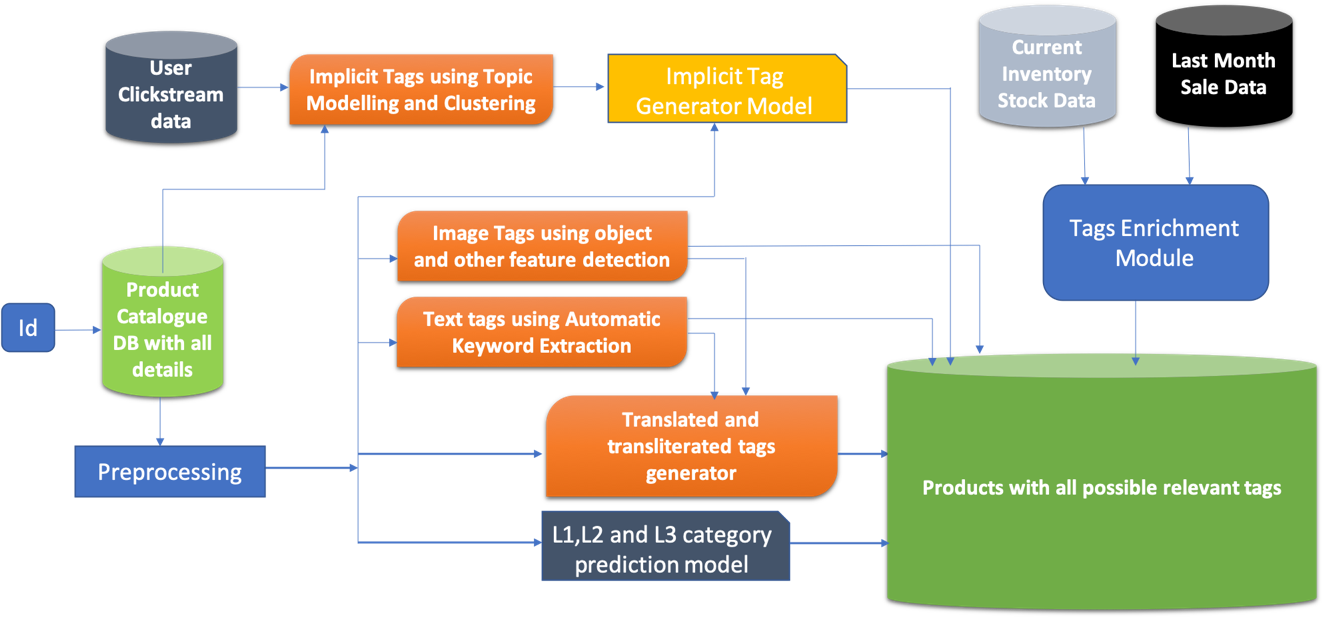 User
Clickstream
data
Implicit Tags using Topic
Modelling and Clustering
Implicit Tag
Generator Model
Current
Inventory
Stock Data
Last Month
Sale Data
Image Tags using object
and other feature detection
Tags Enrichment
Module
Id
Product
Catalogue
DB with all
details
Text tags using Automatic
Keyword Extraction
Translated and
transliterated tags
generator
Preprocessing
Products with all possible relevant tags
L1,L2 and L3 category
prediction model